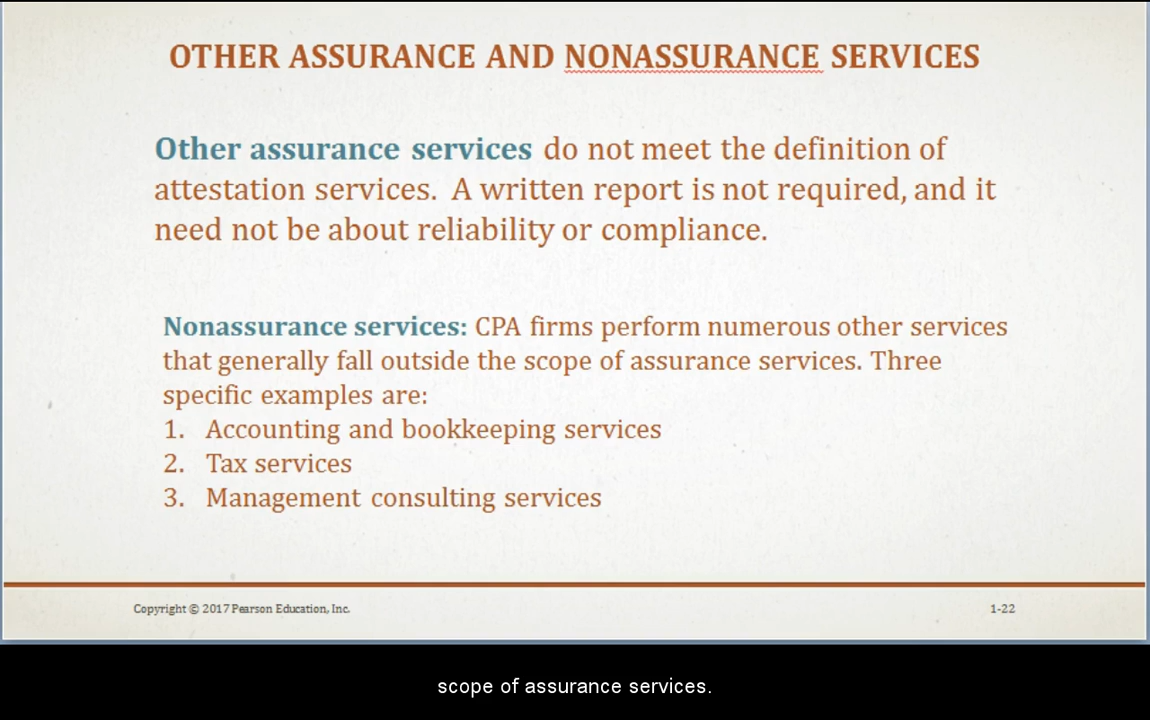 OTHER ASSURANCE AND NONASSURANCE SERVICES
Other assurance services do not meet the definition of
attestation services. A written report is not required, and it
need not be about reliability or compliance.
Nonassurance services: CPA firms perform numerous other services
that generally fall outside the scope of assurance services. Three
specific examples are:
1. Accounting and bookkeeping services
2. Tax services
3. Management consulting services
Copyright © 2017 Pearson Education, Inc.
1-22
scope of assurance services.